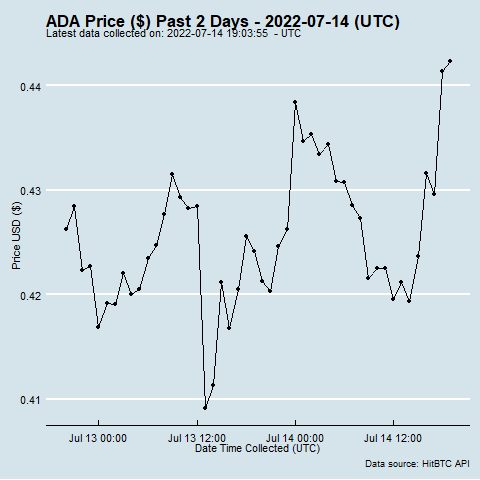 ADA Price ($) Past 2 Days - 2022-07-14 (UTC)
Latest data collected on: 2022-07-14 19:03:55 - UTC
0.44
0.43
0.42
0.41
Price USD ($)
Jul 13 00:00 Jul 13 12:00 Jul 14 00:00 Jul 14 12:00
Date Time Collected (UTC)
Data source: HitBTC API